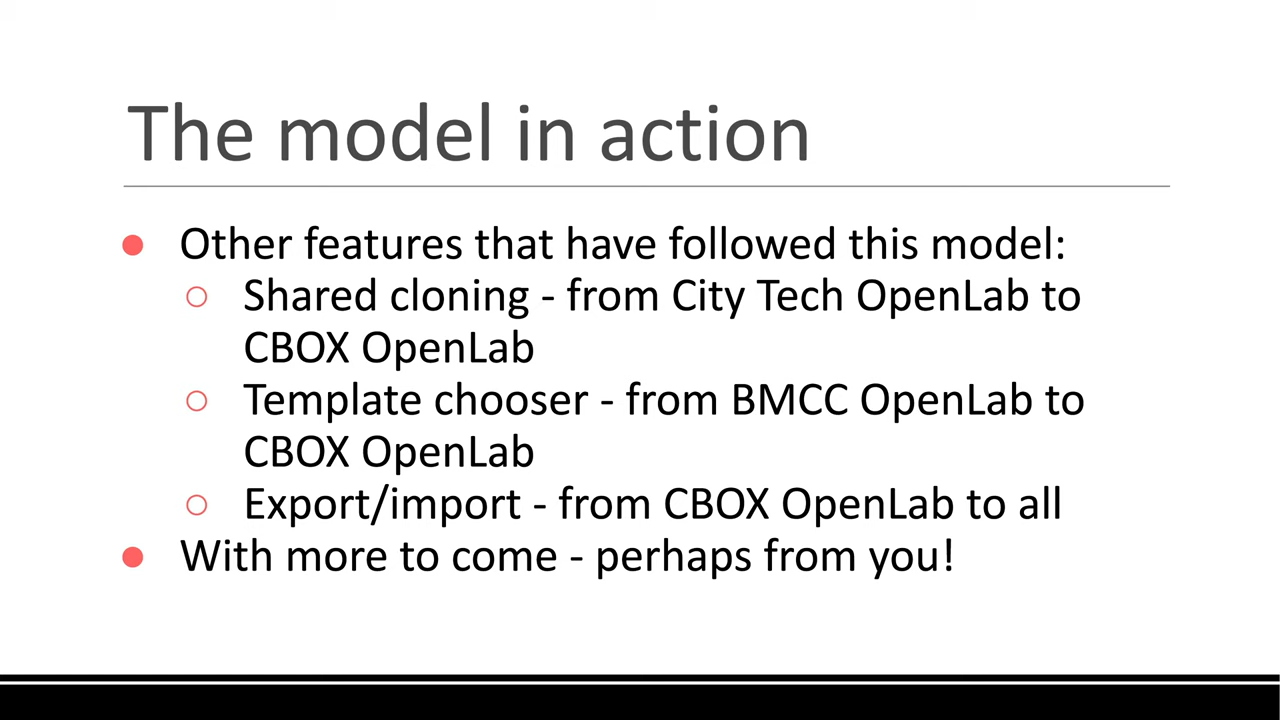 The model in action
● Other features that have followed this model:
○ Shared cloning - from City Tech OpenLab to
CBOX OpenLab
○ Template chooser - from BMCC OpenLab to
CBOX OpenLab
○ Export/import - from CBOX OpenLab to all
● With more to come - perhaps from you!